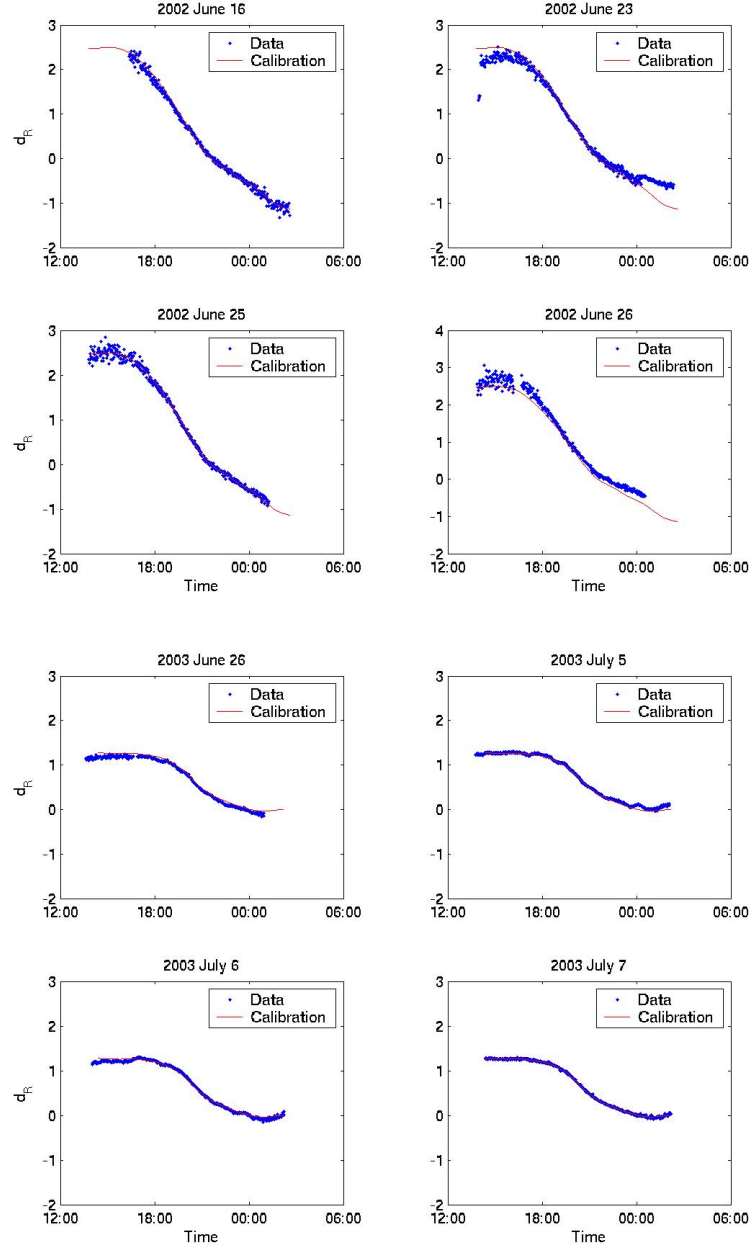 2002 June 16
2002 June 23
3
2
1
0
-1
-2
d_R
Data
Calibration
12:00 18:00 00:00 06:00
3
2
1
0
-1
-2
Data
Calibration
12:00 18:00 00:00 06:00
2002 June 25
2002 June 26
3
2
1
0
-1
-2
d_R
Data
Calibration
12:00 18:00 00:00 06:00
Time
4
3
2
1
0
-1
-2
Data
Calibration
12:00 18:00 00:00 06:00
Time
2003 June 26
2003 July 5
3
2
1
0
-1
-2
d_R
Data
Calibration
12:00 18:00 00:00 06:00
3
2
1
0
-1
-2
Data
Calibration
12:00 18:00 00:00 06:00
2003 July 6
2003 July 7
3
2
1
0
-1
-2
d_R
Data
Calibration
12:00 18:00 00:00 06:00
Time
3
2
1
0
-1
-2
Data
Calibration
12:00 18:00 00:00 06:00
Time